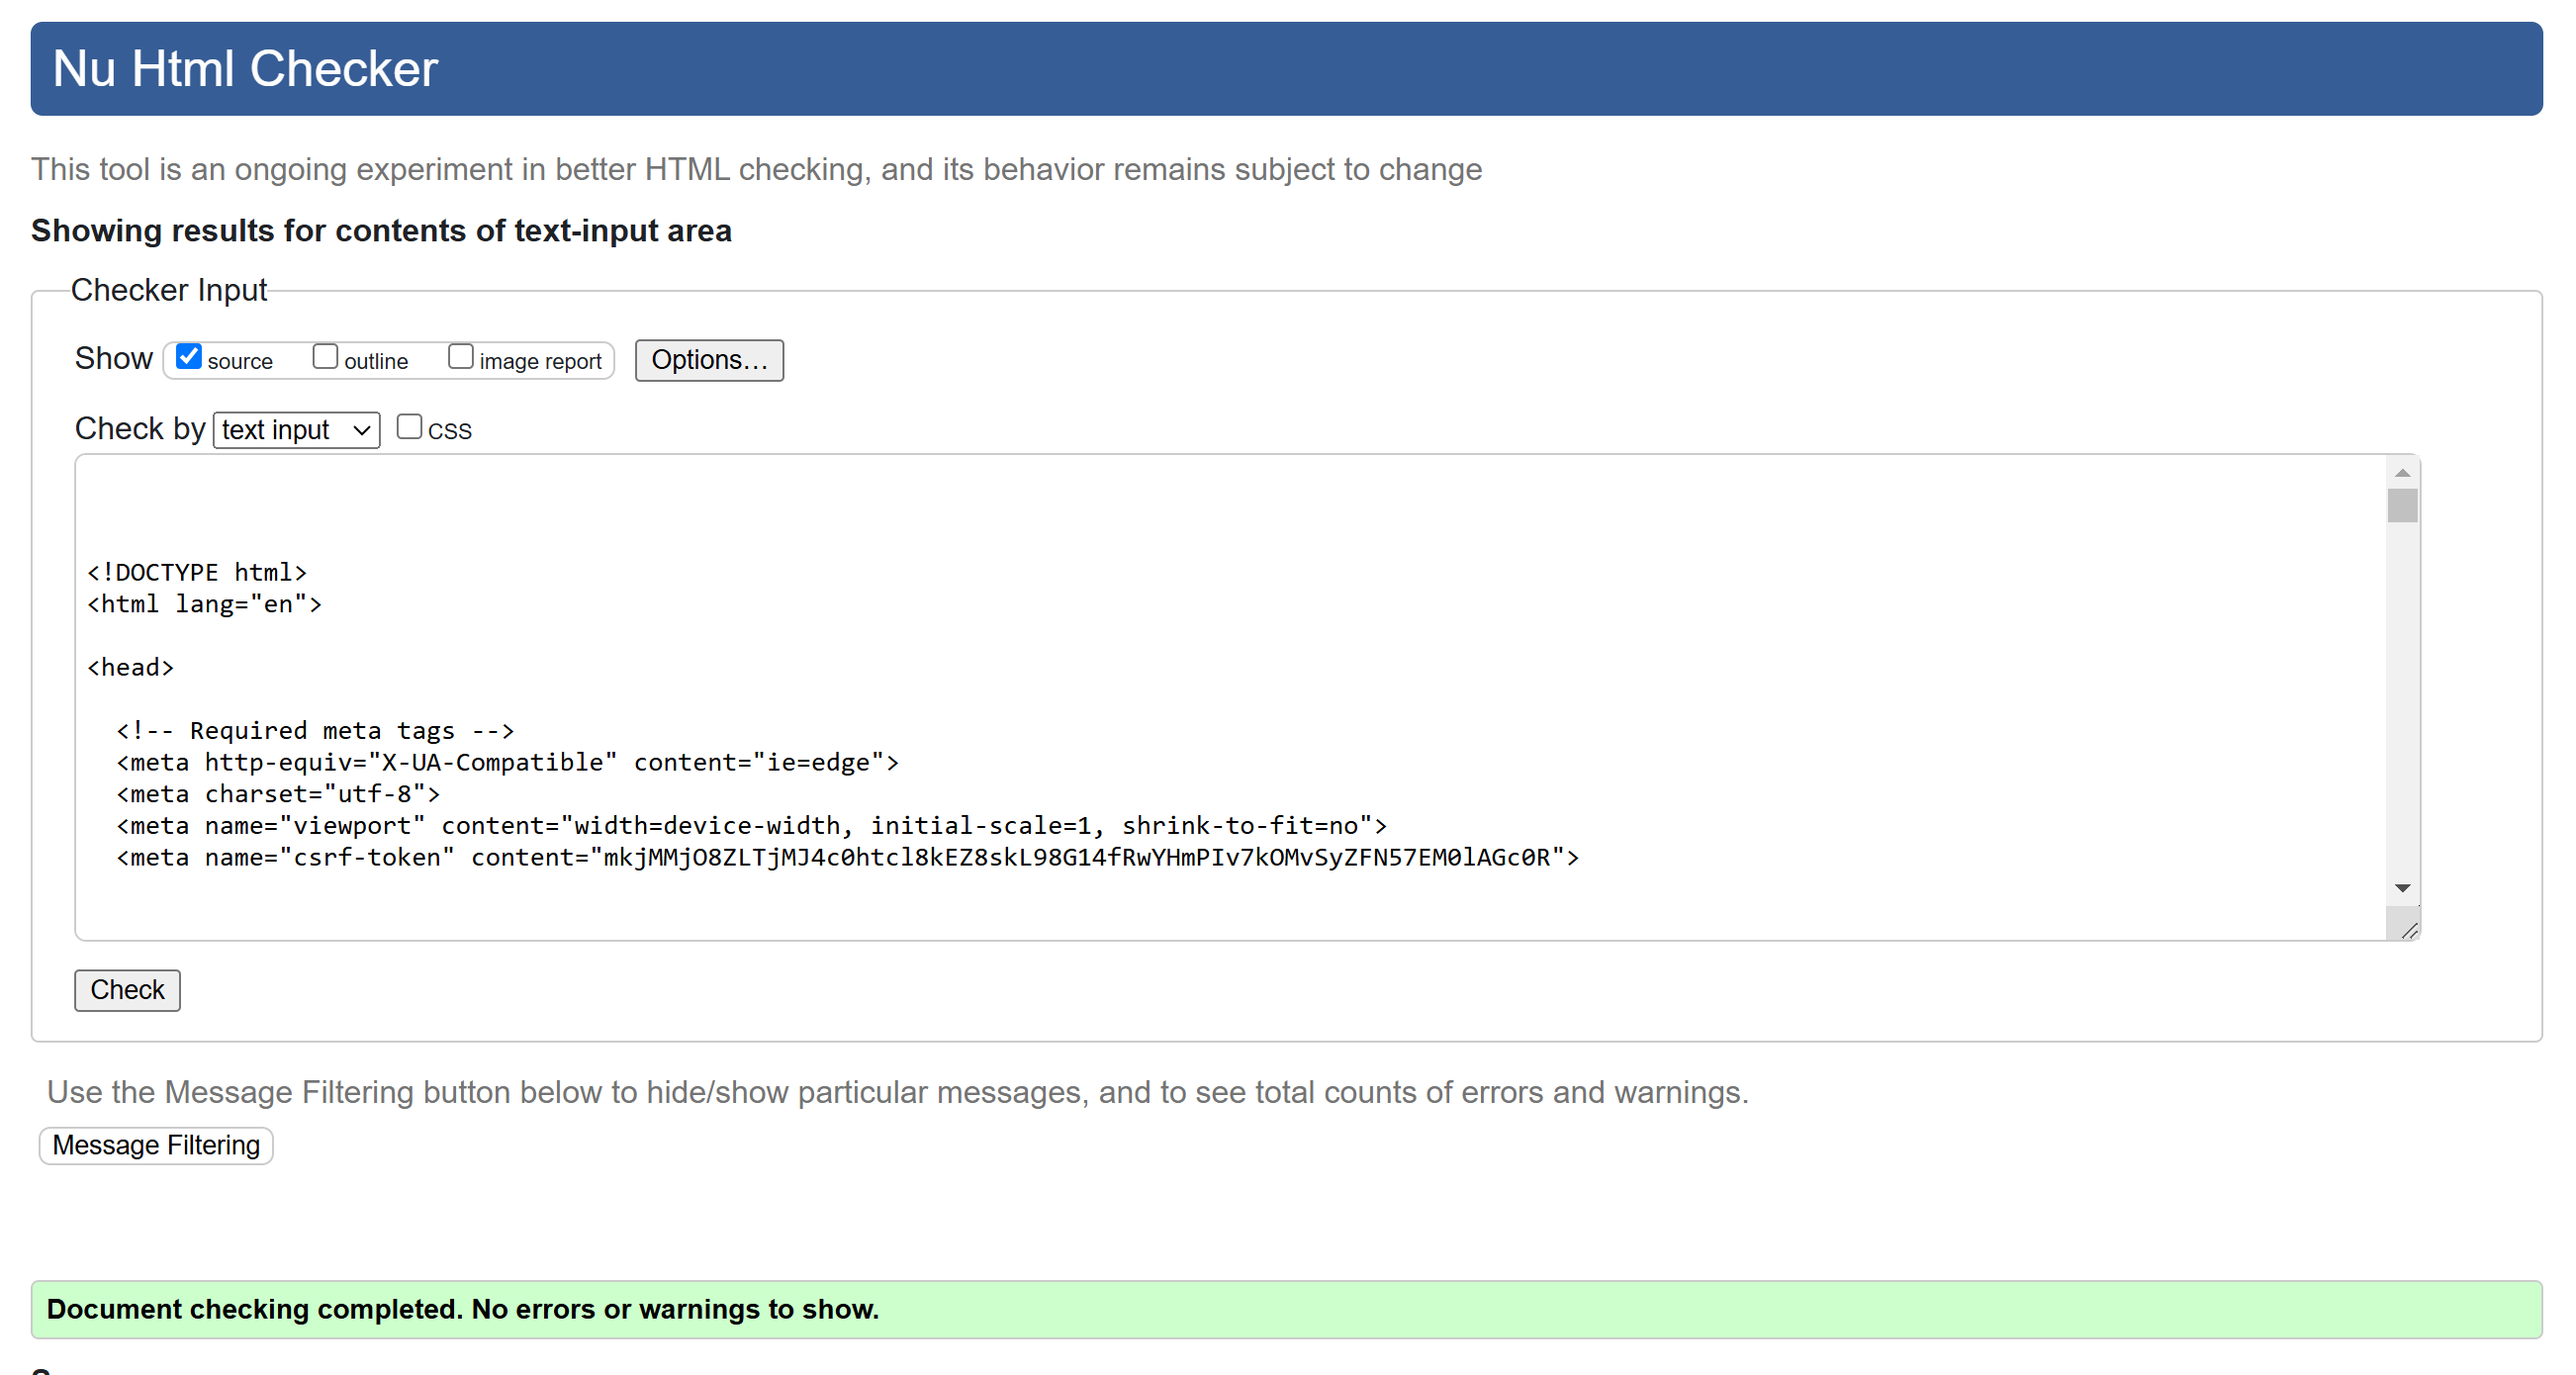 Nu Html Checker
This tool is an ongoing experiment in better HTML checking, and its behavior remains subject to change
Showing results for contents of text-input area
Checker Input
Show source outline image report Options...
Check by text input CSS
<!DOCTYPE html>
<html lang="en">
<head>
<!-- Required meta tags -->
<meta http-equiv="X-UA-Compatible" content="ie=edge">
<meta charset="utf-8">
<meta name="viewport" content="width=device-width, initial-scale=1, shrink-to-fit=no">
<meta name="csrf-token" content="mkjMMjO8ZLTjMJ4c0htcl8kEZ8skL98G14fRwYHmPIv7kOMvSyZFN57EM0lAGc0R">
Check
Use the Message Filtering button below to hide/show particular messages, and to see total counts of errors and warnings.
Message Filtering
Document checking completed. No errors or warnings to show.